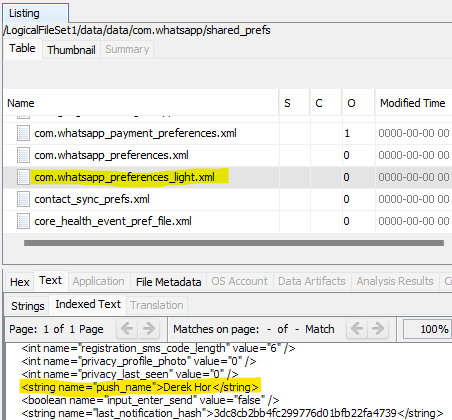 Listing
/LogicalFileSet1/data/data/com.whatsapp/shared_prefs
Table Thumbnail Summary
Name S C O Modified Time
com.whatsapp_payment_preferences.xml 1 0000-00-00 00
com.whatsapp_preferences.xml 0 0000-00-00 00
com.whatsapp_preferences_light.xml 0 0000-00-00 00
contact_sync_prefs.xml 0 0000-00-00 00
core_health_event_pref_file.xml 0 0000-00-00 00
Hex Text Application File Metadata OS Account Data Artifacts Analysis Results C
Strings Indexed Text Translation
Page: 1 of 1 Page Matches on page: - of - Match 100%
<int name="registration_sms_code_length" value="6" />
<int name="privacy_profile_photo" value="0" />
<int name="privacy_last_seen" value="0" />
<string name="push_name">Derek Hor</string>
<boolean name="input_enter_send" value="false" />
<string name="last_notification_hash">3dc8cb2bb4fc299776d01bfb22fa4739</string>